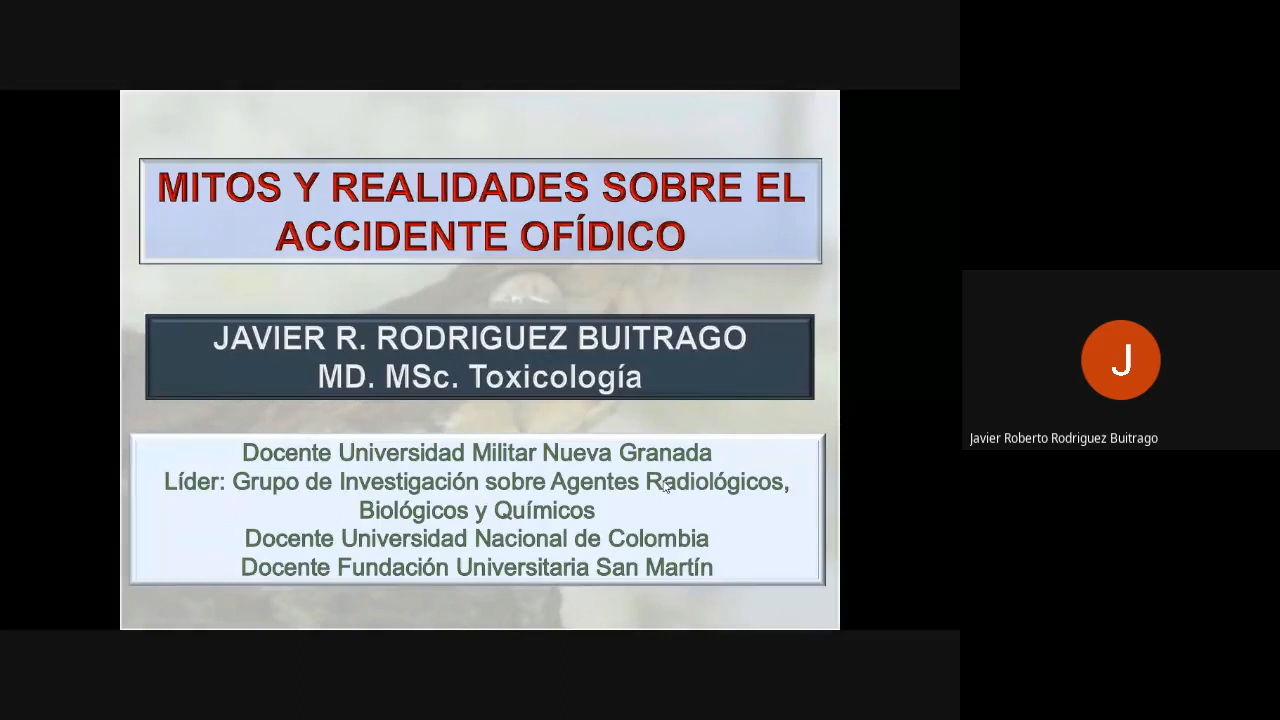 MITOS Y REALIDADES SOBRE EL
ACCIDENTE OFÍDICO
JAVIER R. RODRIGUEZ BUITRAGO
MD. MSc. Toxicología
Docente Universidad Militar Nueva Granada
Líder: Grupo de Investigación sobre Agentes Radiológicos,
Biológicos y Químicos
Docente Universidad Nacional de Colombia
Docente Fundación Universitaria San Martín
J
Javier Roberto Rodriguez Buitrago